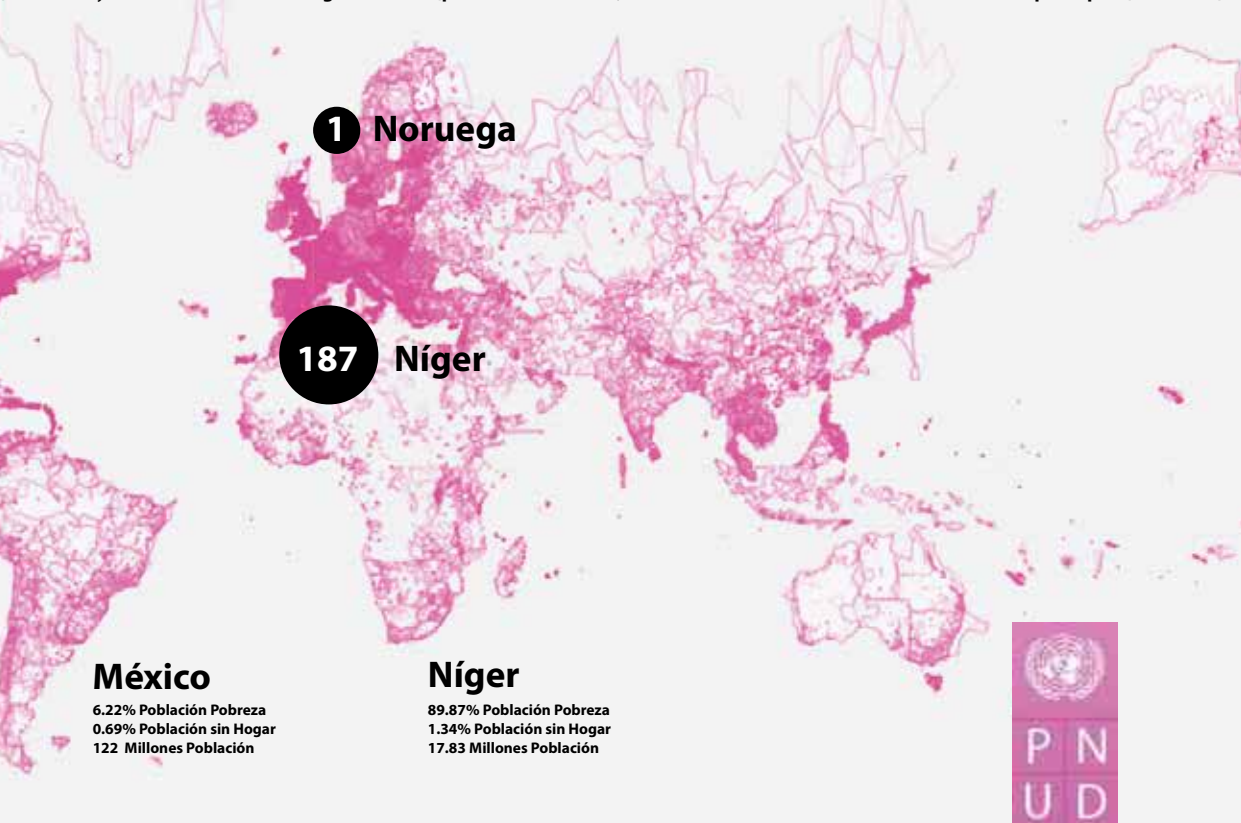 1 Noruega
187 Níger
México
6.22% Población Pobreza
0.69% Población sin Hogar
122 Millones Población
Níger
89.87% Población Pobreza
1.34% Población sin Hogar
17.83 Millones Población
P N
U D